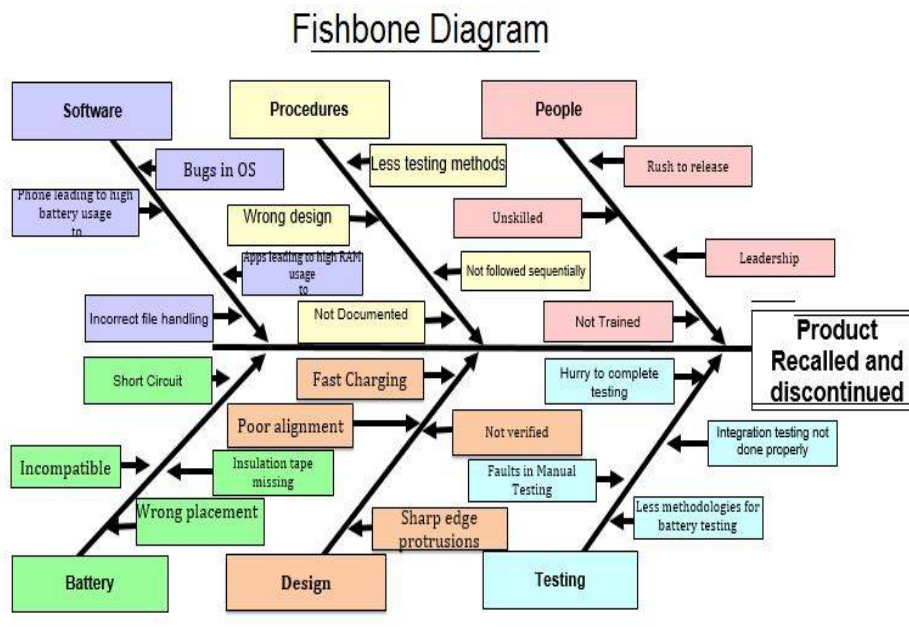 Fishbone Diagram
Software
Procedures
People
Bugs in OS
Less testing methods
Rush to release
Phone leading to high
battery usage
to
Wrong design
Unskilled
Apps leading to high RAM
usage
to
Not followed sequentially
Leadership
Incorrect file handling
Not Documented
Not Trained
Product
Recalled and
discontinued
Short Circuit
Fast Charging
Hurry to complete
testing
Poor alignment
Not verified
Integration testing not
done properly
Incompatible
Insulation tape
missing
Faults in Manual
Testing
Wrong placement
Sharp edge
protrusions
Less methodologies for
battery testing
Battery
Design
Testing